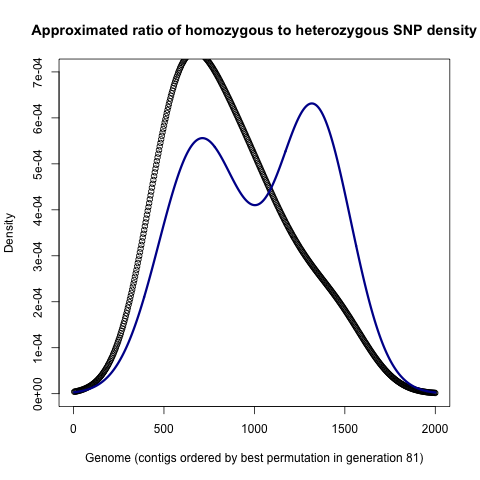 Approximated ratio of homozygous to heterozygous SNP density
7e-04
6e-04
5e-04
4e-04
3e-04
2e-04
1e-04
0e+00
Density
0 500 1000 1500 2000
Genome (contigs ordered by best permutation in generation 81)